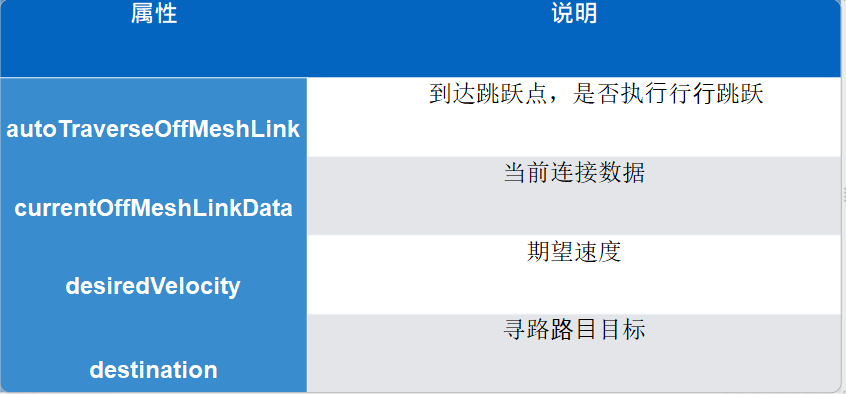 属性 说明
到达跳跃点，是否执行行行跳跃
autoTraverseOffMeshLink
当前连接数据
currentOffMeshLinkData
期望速度
desiredVelocity
寻路路目目标
destination